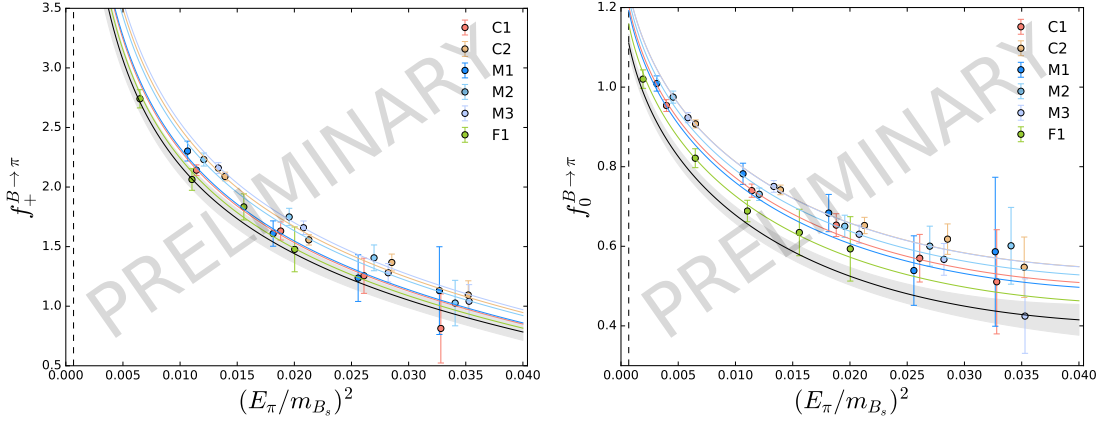 3.5
3.0
2.5
2.0
1.5
1.0
0.5
0.000 0.005 0.010 0.015 0.020 0.025 0.030 0.035 0.040
(E_π/m_{B_s})^2
f_+^{B→π}
C1
C2
M1
M2
M3
F1
PRELIMINARY
1.2
1.0
0.8
0.6
0.4
0.000 0.005 0.010 0.015 0.020 0.025 0.030 0.035 0.040
(E_π/m_{B_s})^2
f_0^{B→π}
C1
C2
M1
M2
M3
F1
PRELIMINARY